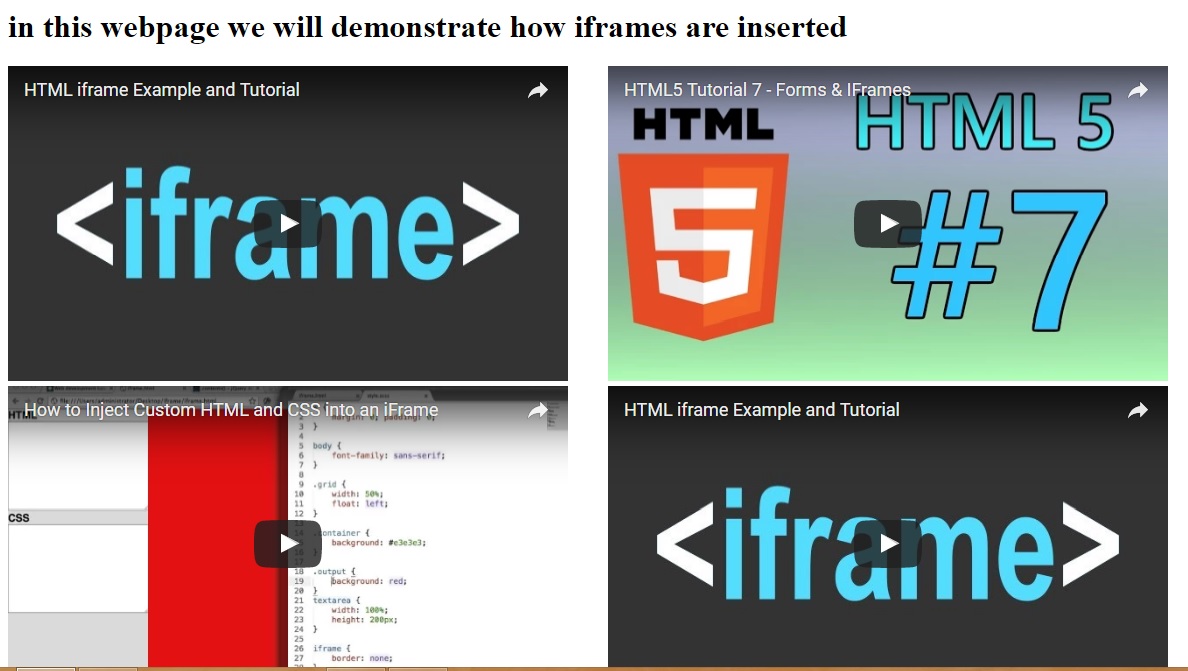 in this webpage we will demonstrate how iframes are inserted
HTML iframe Example and Tutorial
<iframe>
HTML5 Tutorial 7 - Forms & IFrames
HTML
HTML 5
5
#7
How to Inject Custom HTML and CSS into an iFrame
HTML
CSS
3 }
4
5 body {
6 font-family: sans-serif;
7 }
8
9 .grid {
10 width: 50%;
11 float: left;
12 }
13
.container {
background: #e3e3e3;
}
18 .output {
19 background: red;
20 }
21 textarea {
22 width: 100%;
23 height: 200px;
24 }
25
26 iframe {
27 border: none;
HTML iframe Example and Tutorial
<iframe>